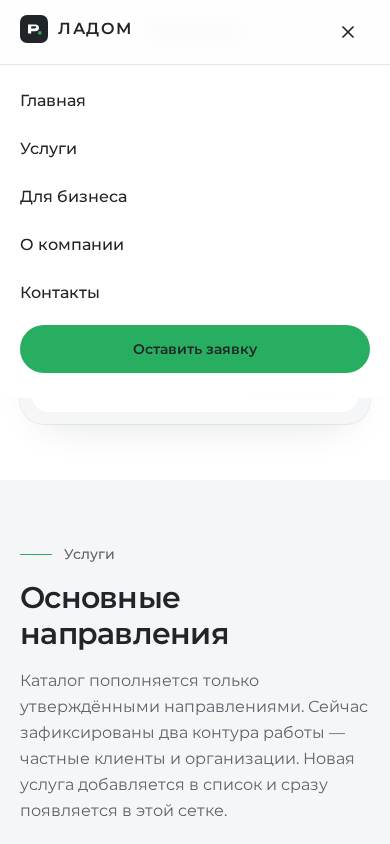 P.
ЛАДОМ
Главная
Услуги
Для бизнеса
О компании
Контакты
Оставить заявку
Услуги
Основные
направления
Каталог пополняется только
утверждёнными направлениями. Сейчас
зафиксированы два контура работы —
частные клиенты и организации. Новая
услуга добавляется в список и сразу
появляется в этой сетке.